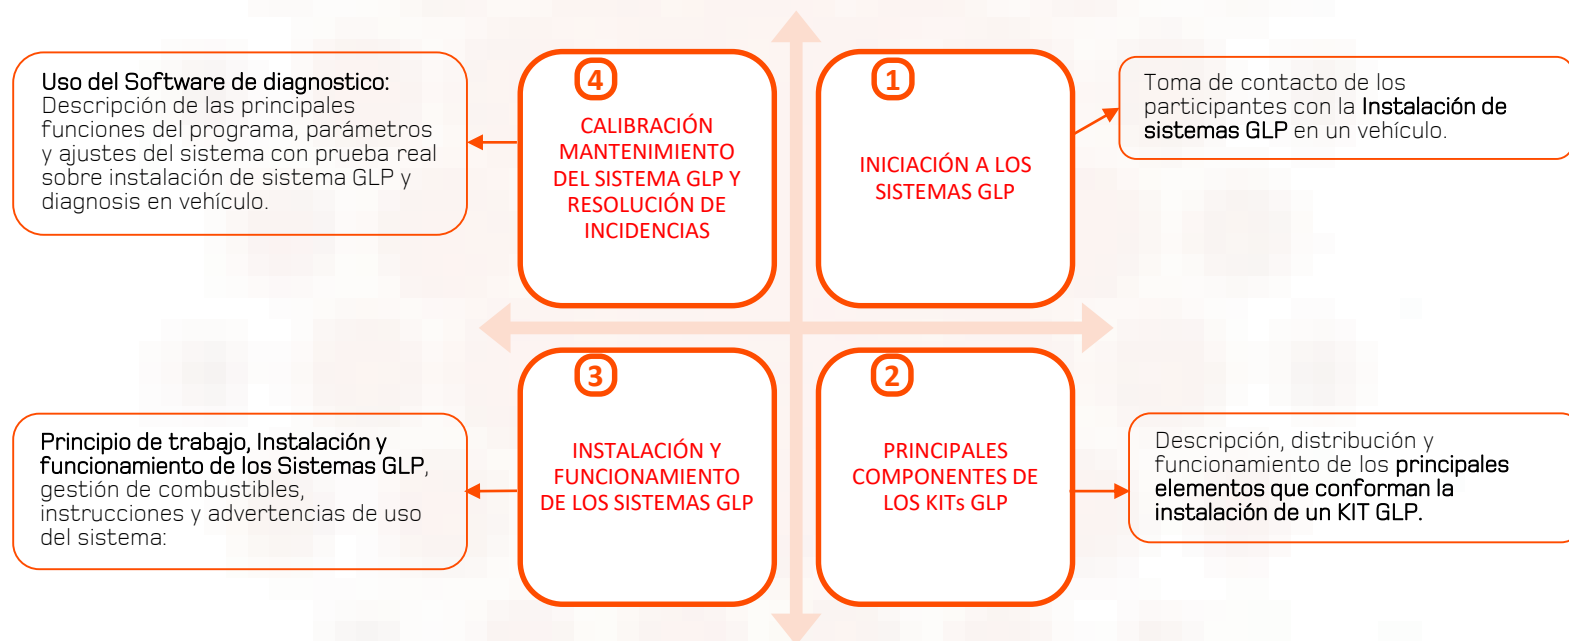 Uso del Software de diagnostico:
Descripción de las principales
funciones del programa, parámetros
y ajustes del sistema con prueba real
sobre instalación de sistema GLP y
diagnosis en vehículo.
4
CALIBRACIÓN
MANTENIMIENTO
DEL SISTEMA GLP Y
RESOLUCIÓN DE
INCIDENCIAS
1
INICIACIÓN A LOS
SISTEMAS GLP
Toma de contacto de los
participantes con la Instalación de
sistemas GLP en un vehículo.
Principio de trabajo, Instalación y
funcionamiento de los Sistemas GLP,
gestión de combustibles,
instrucciones y advertencias de uso
del sistema:
3
INSTALACIÓN Y
FUNCIONAMIENTO
DE LOS SISTEMAS GLP
2
PRINCIPALES
COMPONENTES DE
LOS KITs GLP
Descripción, distribución y
funcionamiento de los principales
elementos que conforman la
instalación de un KIT GLP.